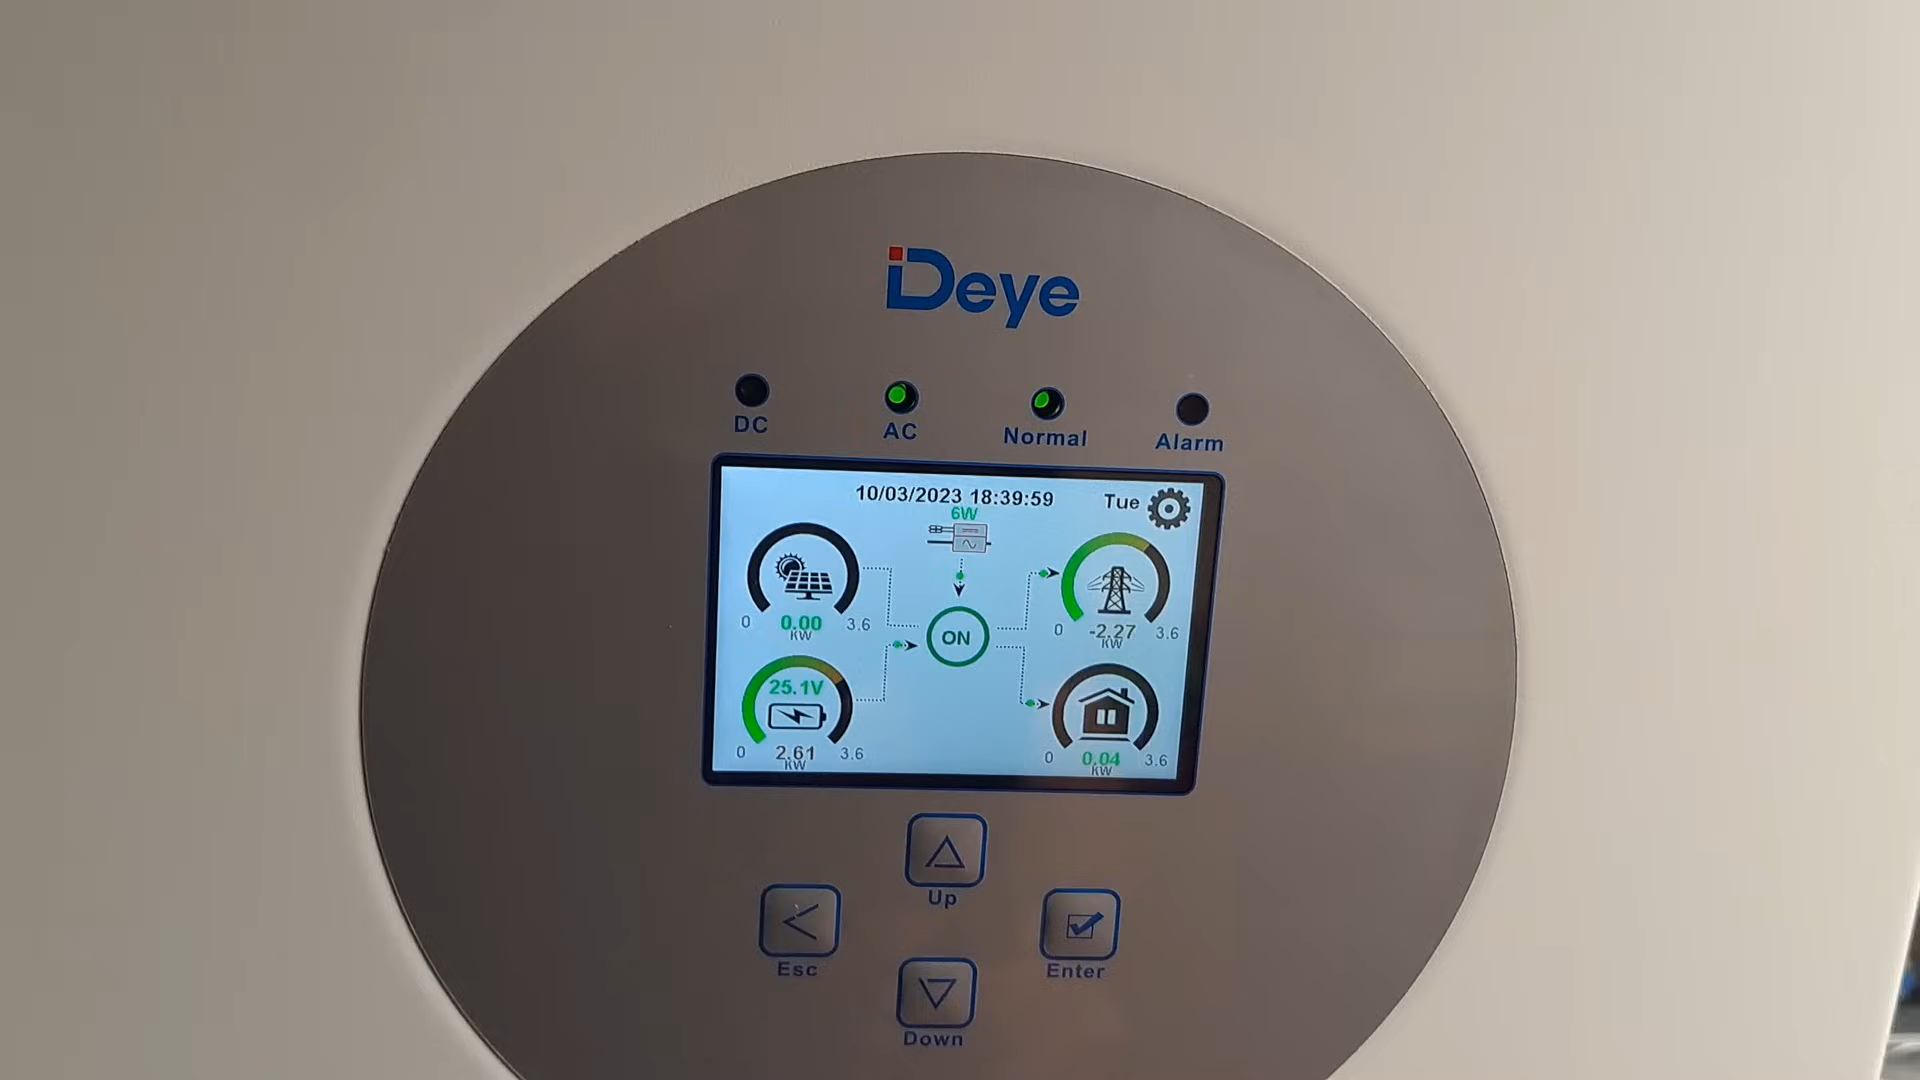 Deye
DC AC Normal Alarm
10/03/2023 18:39:59 Tue
6W
0 0.00 3.6
KW
0 -2.27 3.6
KW
ON
25.1V
0 2.61 3.6
KW
0 0.04 3.6
KW
Up
Esc
Enter
Down